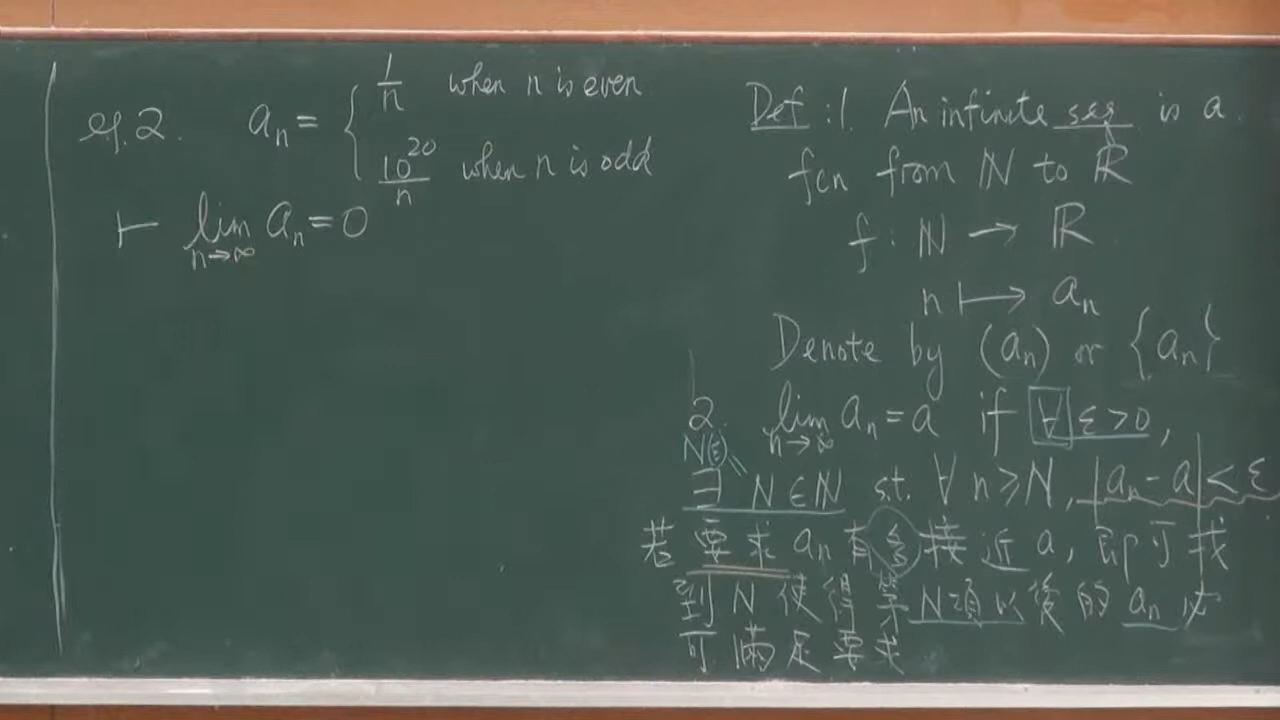 eg.2. aₙ = { 1/n when n is even
10²⁰/n when n is odd
⊢ lim_{n→∞} aₙ = 0
Def : 1. An infinite seq is a
fcn from ℕ to ℝ
f : ℕ → ℝ
n ↦ aₙ
Denote by (aₙ) or {aₙ}
2. lim_{n→∞} aₙ = a if ∀ ε > 0,
N(ε)
∃ N ∈ ℕ s.t. ∀ n ≥ N, |aₙ - a| < ε
若要求 aₙ 有多接近 a, 即可找
到 N 使得第 N 項以後的 aₙ 必
可滿足要求